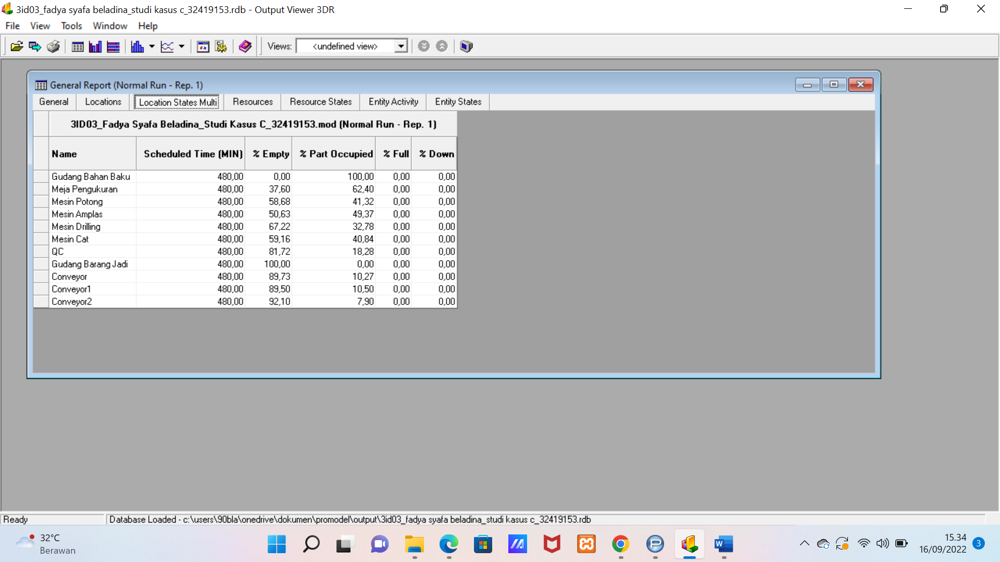 3id03_fadya syafa beladina_studi kasus c_32419153.rdb - Output Viewer 3DR
File View Tools Window Help
Views: <undefined view>
General Report (Normal Run - Rep. 1)
General Locations Location States Multi Resources Resource States Entity Activity Entity States
3ID03_Fadya Syafa Beladina_Studi Kasus C_32419153.mod (Normal Run - Rep. 1)
Name Scheduled Time (MIN) % Empty % Part Occupied % Full % Down
Gudang Bahan Baku 480,00 0,00 100,00 0,00 0,00
Meja Pengukuran 480,00 37,60 62,40 0,00 0,00
Mesin Potong 480,00 58,68 41,32 0,00 0,00
Mesin Amplas 480,00 50,63 49,37 0,00 0,00
Mesin Drilling 480,00 67,22 32,78 0,00 0,00
Mesin Cat 480,00 59,16 40,84 0,00 0,00
QC 480,00 81,72 18,28 0,00 0,00
Gudang Barang Jadi 480,00 100,00 0,00 0,00 0,00
Conveyor 480,00 89,73 10,27 0,00 0,00
Conveyor1 480,00 89,50 10,50 0,00 0,00
Conveyor2 480,00 92,10 7,90 0,00 0,00
Ready Database Loaded - c:\users\90bla\onedrive\dokumen\promodel\output\3id03_fadya syafa beladina_studi kasus c_32419153.rdb
32°C
Berawan
15.34
16/09/2022
3